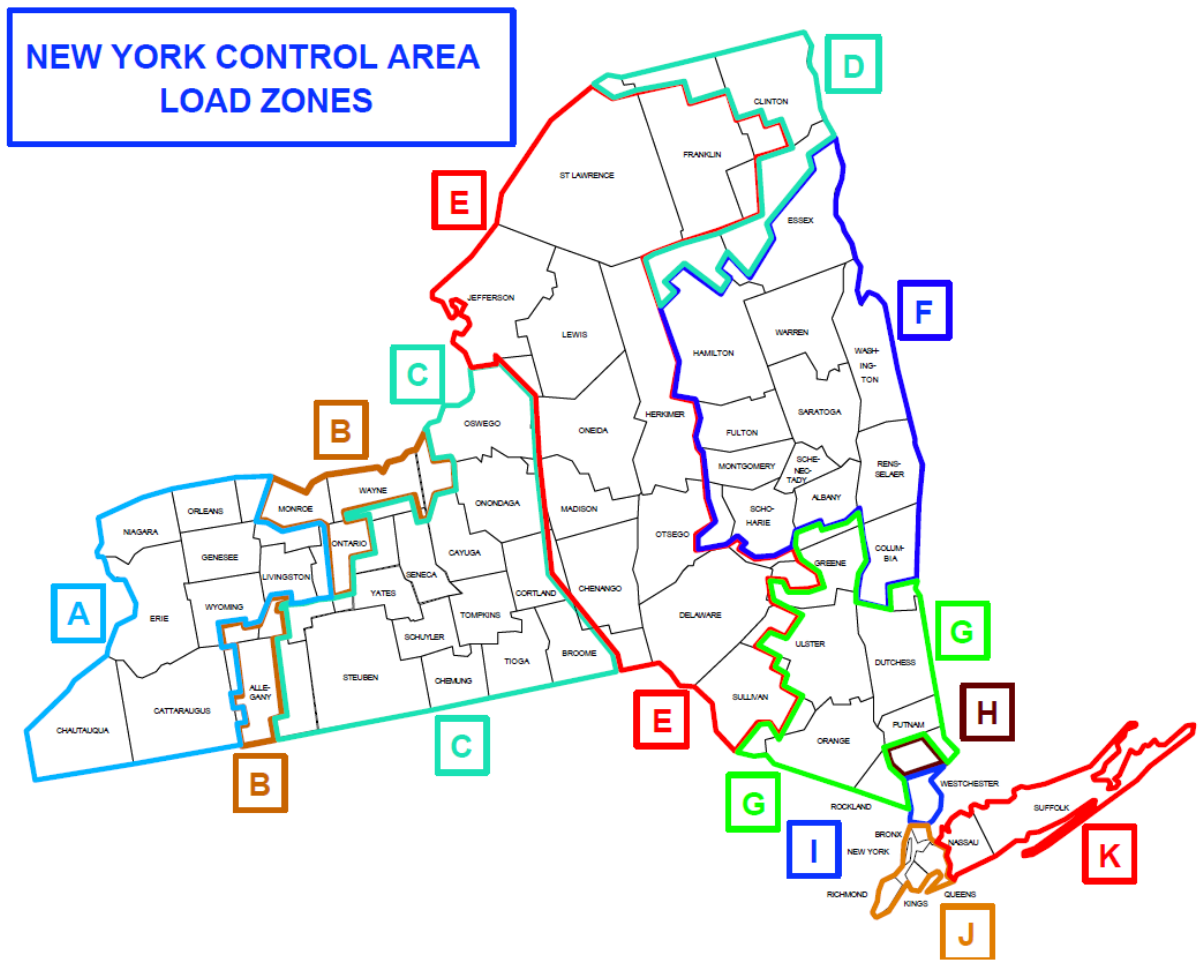 NEW YORK CONTROL AREA
LOAD ZONES
D
CLINTON
FRANKLIN
ST LAWRENCE
E
ESSEX
JEFFERSON
F
LEWIS
WARREN
HAMILTON
WASH-
ING-
TON
C
SARATOGA
HERKIMER
B
OSWEGO
ONEIDA
FULTON
MONTGOMERY
SCHE-
NEC-
TADY
RENS-
SELAER
WAYNE
ONONDAGA
ALBANY
MONROE
MADISON
SCHO-
HARIE
ORLEANS
NIAGARA
OTSEGO
ONTARIO
COLUM-
BIA
GENESEE
CAYUGA
GREENE
LIVINGSTON
SENECA
CHENANGO
YATES
CORTLAND
A
WYOMING
ERIE
TOMPKINS
DELAWARE
SCHUYLER
ULSTER
G
BROOME
TIOGA
DUTCHESS
STEUBEN
CHEMUNG
ALLE-
GANY
SULLIVAN
CATTARAUGUS
E
H
CHAUTAUQUA
PUTNAM
C
ORANGE
B
WESTCHESTER
G
ROCKLAND
SUFFOLK
BRONX
NASSAU
I
NEW YORK
K
RICHMOND
QUEENS
KINGS
J